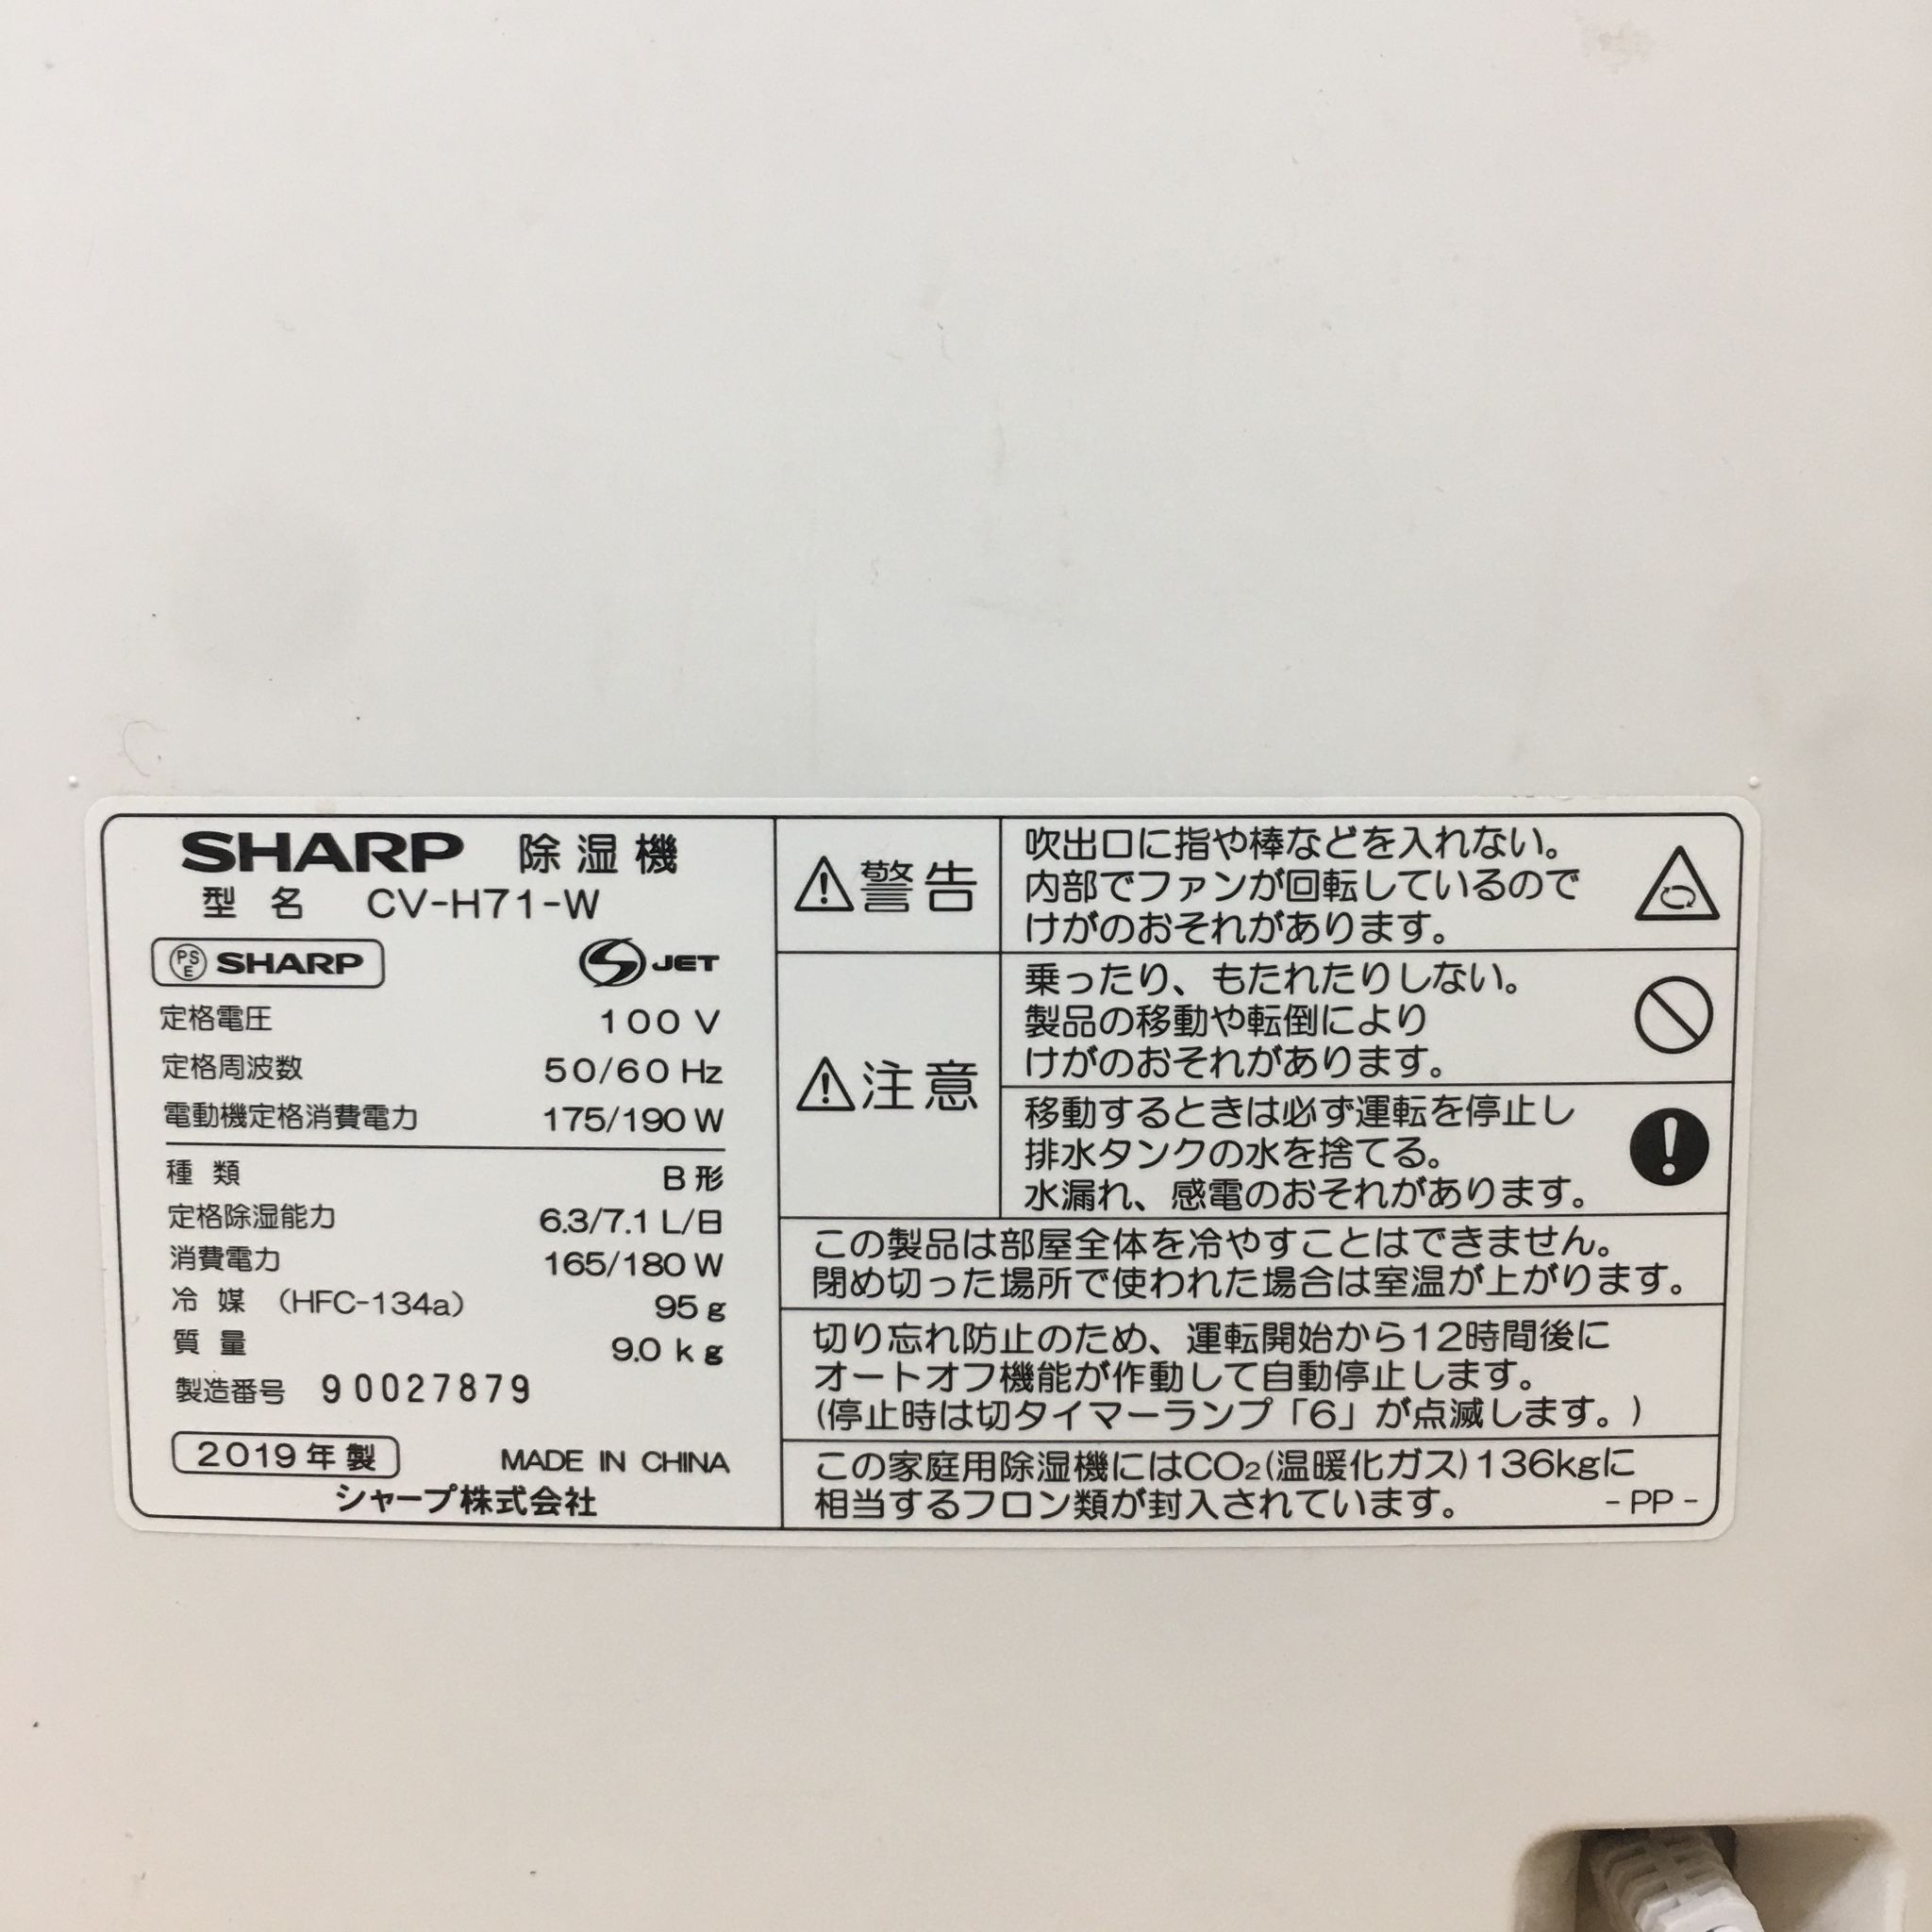 SHARP 除湿機
型名 CV-H71-W
PSE SHARP
JET
定格電圧 100 V
定格周波数 50/60 Hz
電動機定格消費電力 175/190 W
種類 B形
定格除湿能力 6.3/7.1 L/日
消費電力 165/180 W
冷媒 (HFC-134a) 95 g
質量 9.0 kg
製造番号 90027879
2019年製 MADE IN CHINA
シャープ株式会社
警告
吹出口に指や棒などを入れない。
内部でファンが回転しているので
けがのおそれがあります。
注意
乗ったり、もたれたりしない。
製品の移動や転倒により
けがのおそれがあります。
移動するときは必ず運転を停止し
排水タンクの水を捨てる。
水漏れ、感電のおそれがあります。
この製品は部屋全体を冷やすことはできません。
閉め切った場所で使われた場合は室温が上がります。
切り忘れ防止のため、運転開始から12時間後に
オートオフ機能が作動して自動停止します。
(停止時は切タイマーランプ「6」が点滅します。)
この家庭用除湿機にはCO₂(温暖化ガス)136kgに
相当するフロン類が封入されています。 - PP -